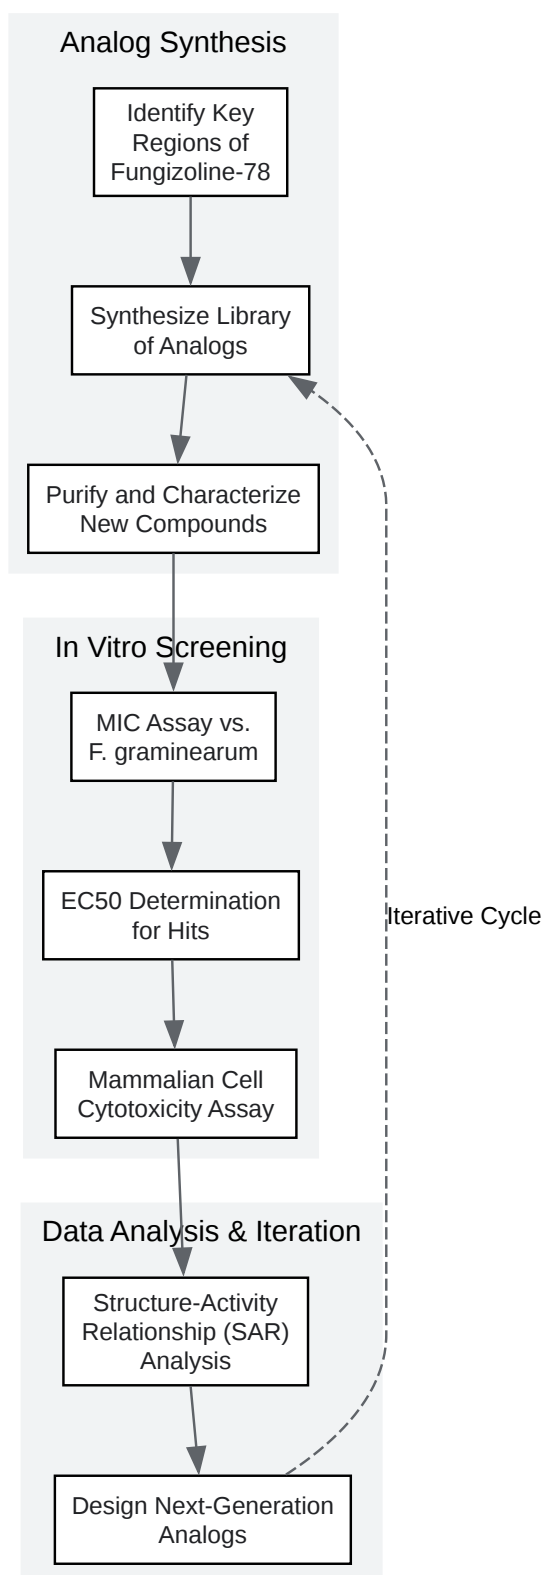 Analog Synthesis
Identify Key
Regions of
Fungizoline-78
Synthesize Library
of Analogs
Purify and Characterize
New Compounds
In Vitro Screening
MIC Assay vs.
F. graminearum
EC50 Determination
for Hits
Iterative Cycle
Mammalian Cell
Cytotoxicity Assay
Data Analysis & Iteration
Structure-Activity
Relationship (SAR)
Analysis
Design Next-Generation
Analogs